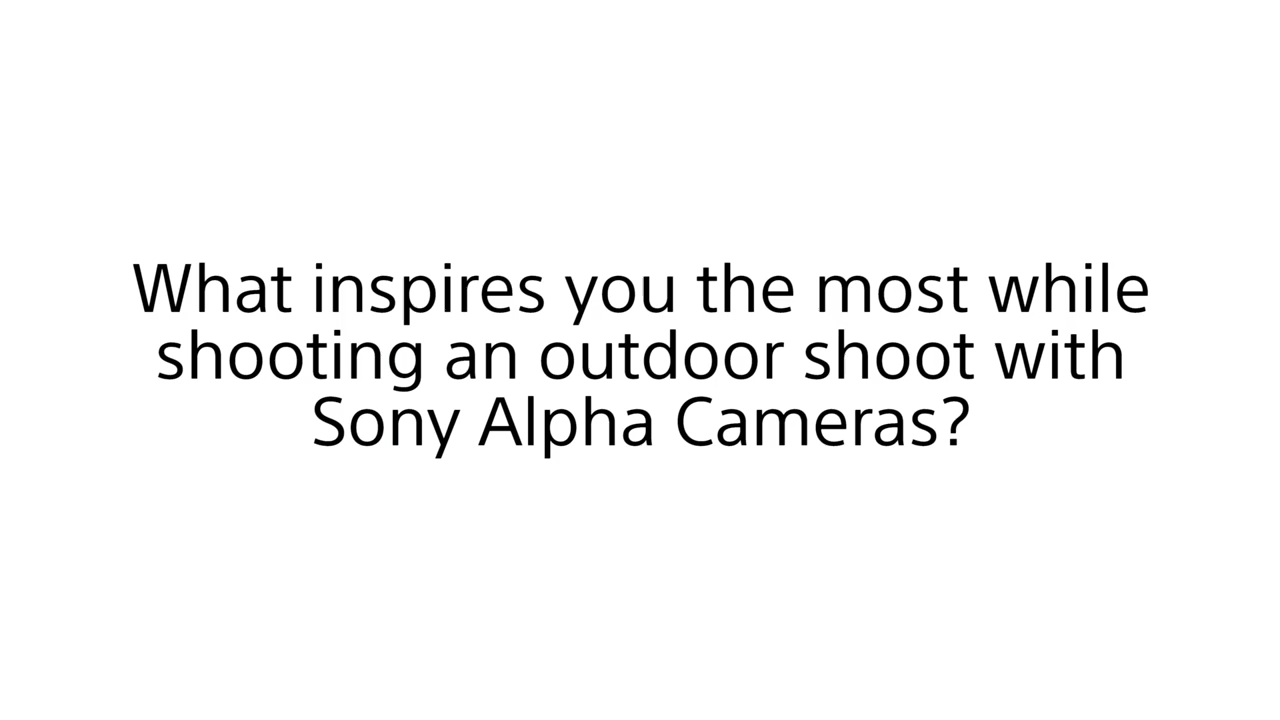 What inspires you the most while
shooting an outdoor shoot with
Sony Alpha Cameras?